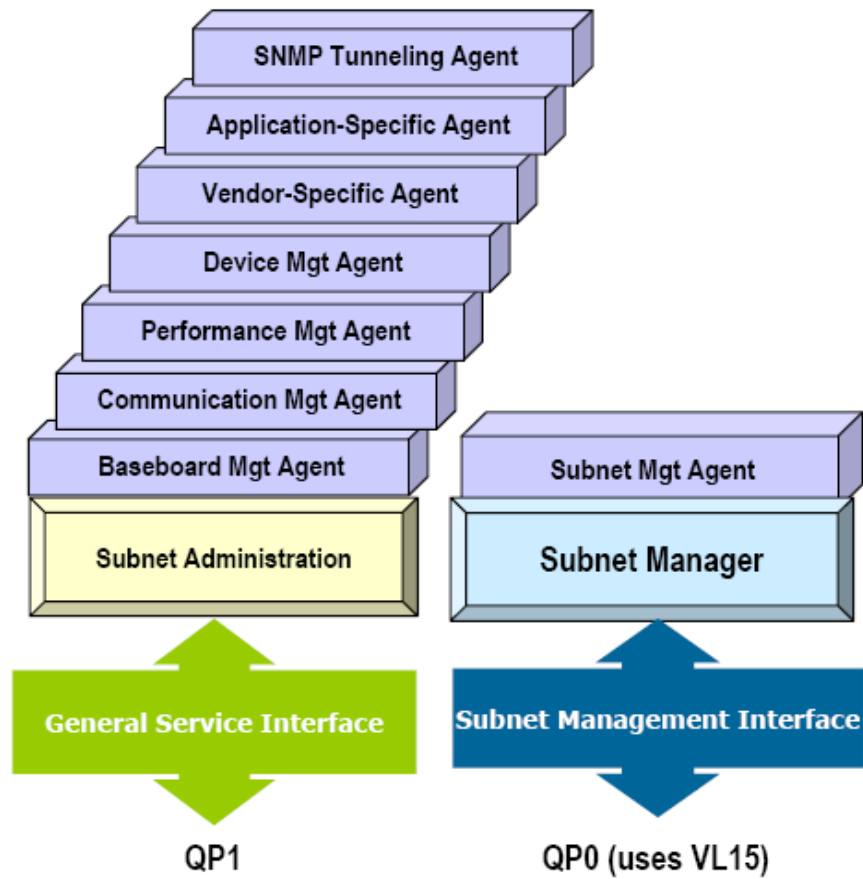 SNMP Tunneling Agent
Application-Specific Agent
Vendor-Specific Agent
Device Mgt Agent
Performance Mgt Agent
Communication Mgt Agent
Baseboard Mgt Agent
Subnet Administration
General Service Interface
QP1
Subnet Mgt Agent
Subnet Manager
Subnet Management Interface
QP0 (uses VL15)